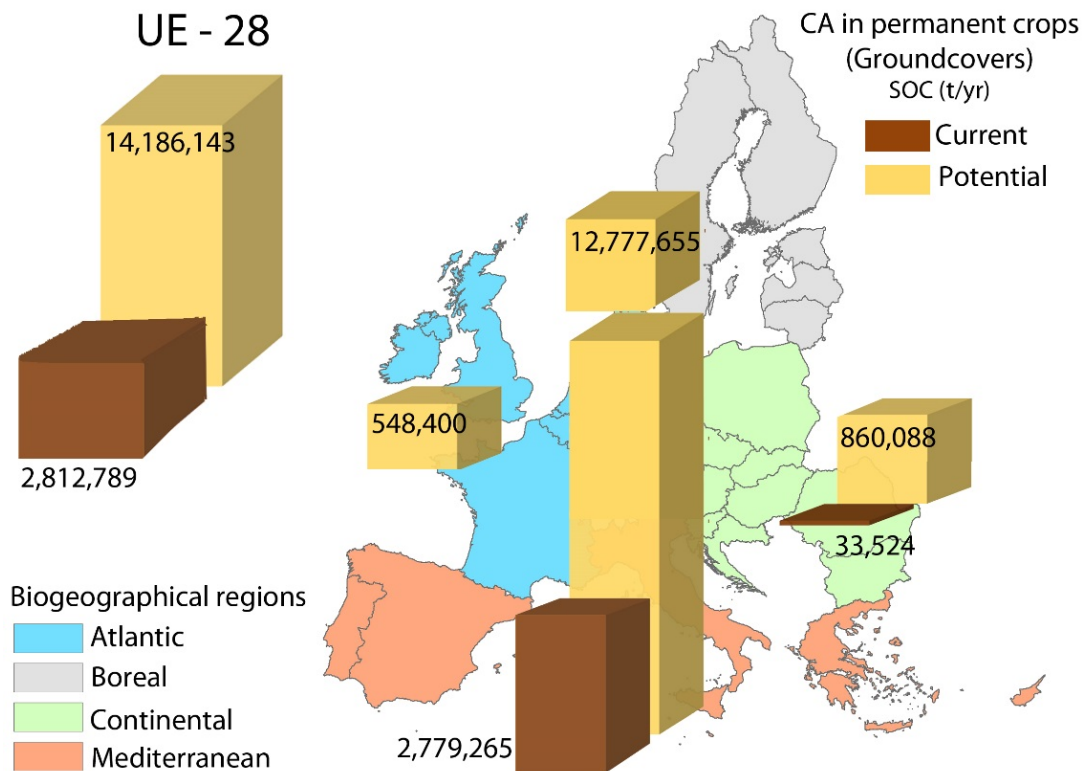 UE - 28
14,186,143
2,812,789
CA in permanent crops
(Groundcovers)
SOC (t/yr)
Current
Potential
12,777,655
548,400
860,088
33,524
2,779,265
Biogeographical regions
Atlantic
Boreal
Continental
Mediterranean